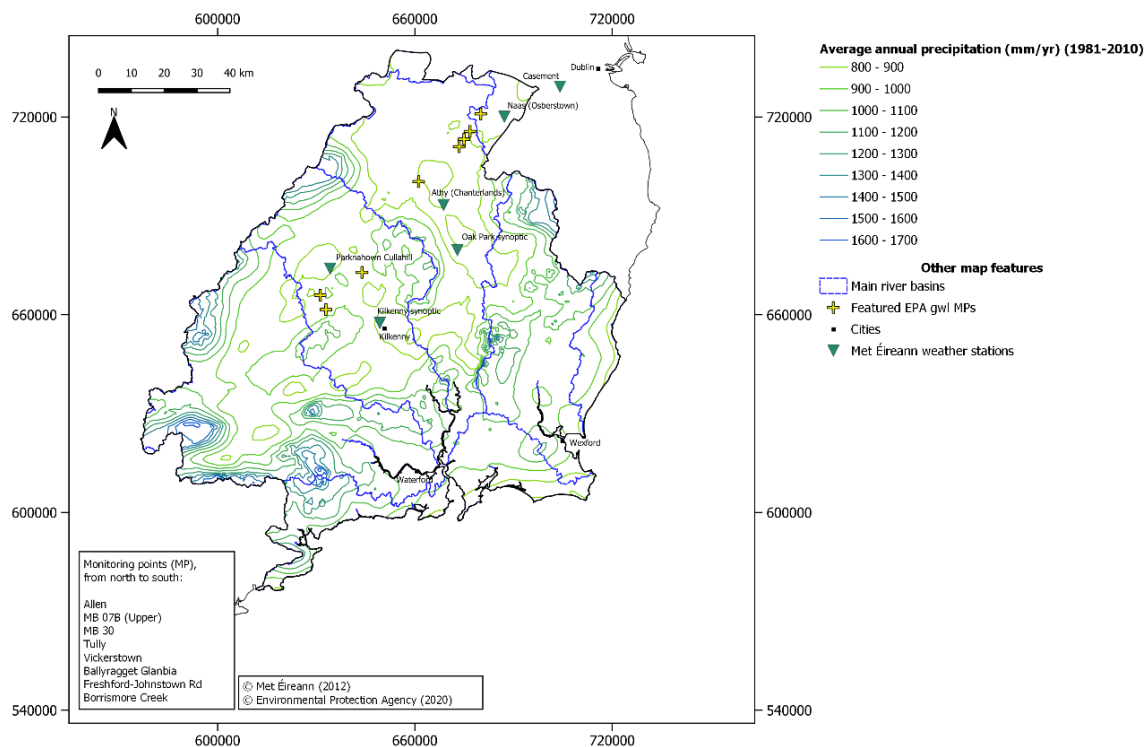 600000
660000
720000
Average annual precipitation (mm/yr) (1981-2010)
800 - 900
900 - 1000
1000 - 1100
1100 - 1200
1200 - 1300
1300 - 1400
1400 - 1500
1500 - 1600
1600 - 1700
Other map features
Main river basins
Featured EPA gwl MPs
Cities
Met Éireann weather stations
0 10 20 30 40 km
N
Dublin
Casement
Naas (Osberstown)
720000
720000
Athy (Chanterlands)
Oak Park synoptic
Parknahown Cullahill
Kilkenny synoptic
Kilkenny
660000
660000
Wexford
Waterford
600000
600000
Monitoring points (MP),
from north to south:
Allen
MB 07B (Upper)
MB 30
Tully
Vickerstown
Ballyragget Glanbia
Freshford-Johnstown Rd
Borrismore Creek
© Met Éireann (2012)
© Environmental Protection Agency (2020)
540000
540000
600000
660000
720000